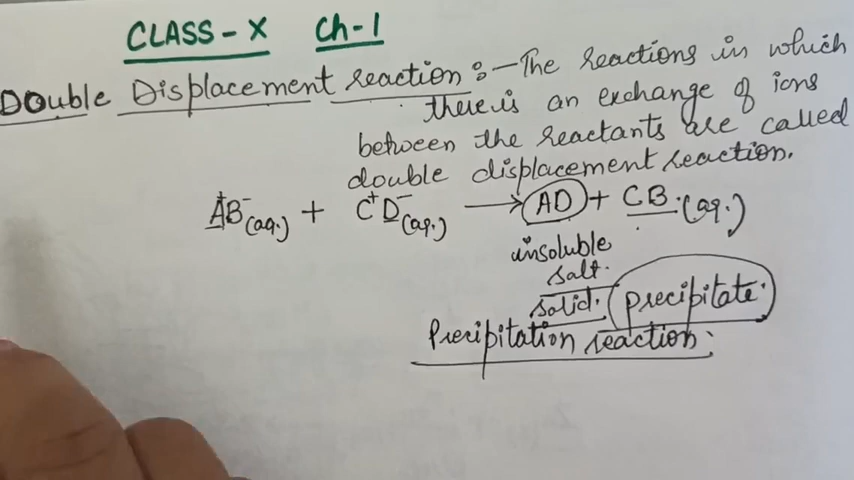 CLASS-X Ch-1
Double Displacement reaction :- The reactions in which
there is an exchange of ions
between the reactants are called
double displacement reaction.
A⁺B⁻(aq.) + C⁺D⁻(aq.) → AD + CB.(aq.)
insoluble
salt.
solid. precipitate.
Precipitation reaction.